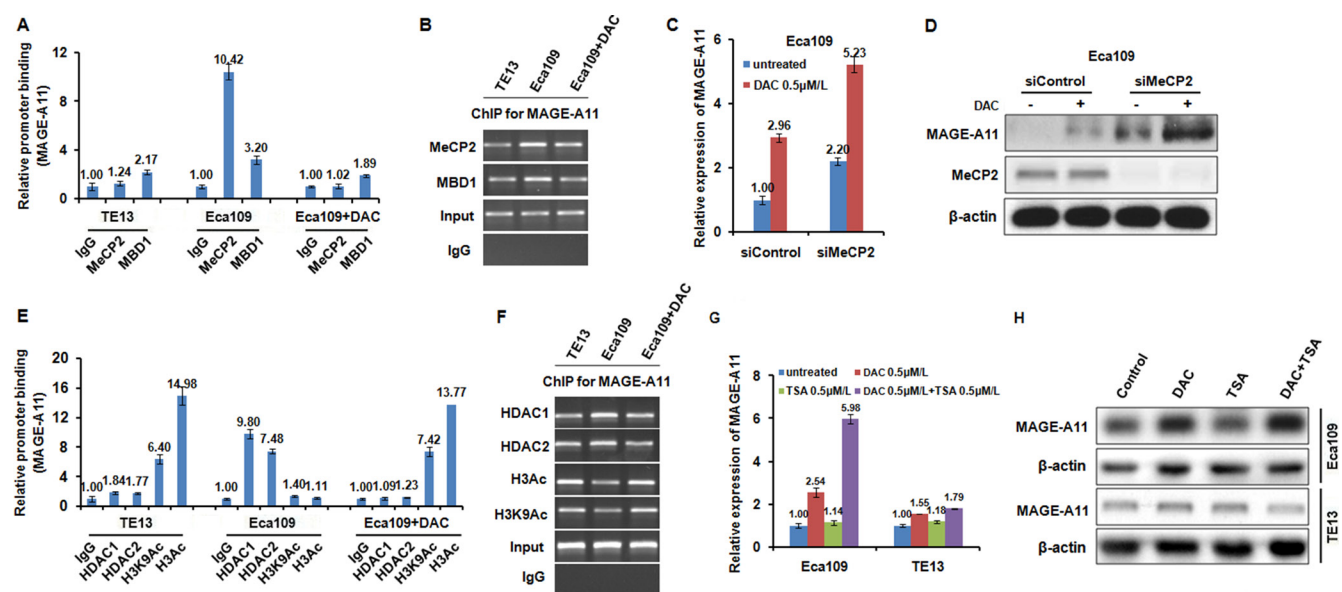 A
Relative promoter binding
(MAGE-A11)
12
8
4
0
1.00
1.24
2.17
1.00
10.42
3.20
1.00
1.02
1.89
TE13
Eca109
Eca109+DAC
IgG
MeCP2
MBD1
IgG
MeCP2
MBD1
IgG
MeCP2
MBD1
B
TE13
Eca109
Eca109+DAC
ChIP for MAGE-A11
MeCP2
MBD1
Input
IgG
C
Relative expression of MAGE-A11
Eca109
untreated
DAC 0.5μM/L
6
4
2
0
1.00
2.96
2.20
5.23
siControl
siMeCP2
D
Eca109
siControl
siMeCP2
DAC
-
+
-
+
MAGE-A11
MeCP2
β-actin
E
Relative promoter binding
(MAGE-A11)
20
16
12
8
4
0
1.00
1.84
1.77
6.40
14.98
1.00
9.80
7.48
1.40
1.11
1.00
1.09
1.23
7.42
13.77
TE13
Eca109
Eca109+DAC
IgG
HDAC1
HDAC2
H3K9Ac
H3Ac
IgG
HDAC1
HDAC2
H3K9Ac
H3Ac
IgG
HDAC1
HDAC2
H3K9Ac
H3Ac
F
TE13
Eca109
Eca109+DAC
ChIP for MAGE-A11
HDAC1
HDAC2
H3Ac
H3K9Ac
Input
IgG
G
Relative expression of MAGE-A11
untreated
DAC 0.5μM/L
TSA 0.5μM/L
DAC 0.5μM/L+TSA 0.5μM/L
8
6
4
2
0
1.00
2.54
1.14
5.98
1.00
1.55
1.18
1.79
Eca109
TE13
H
Control
DAC
TSA
DAC+TSA
MAGE-A11
β-actin
Eca109
MAGE-A11
β-actin
TE13